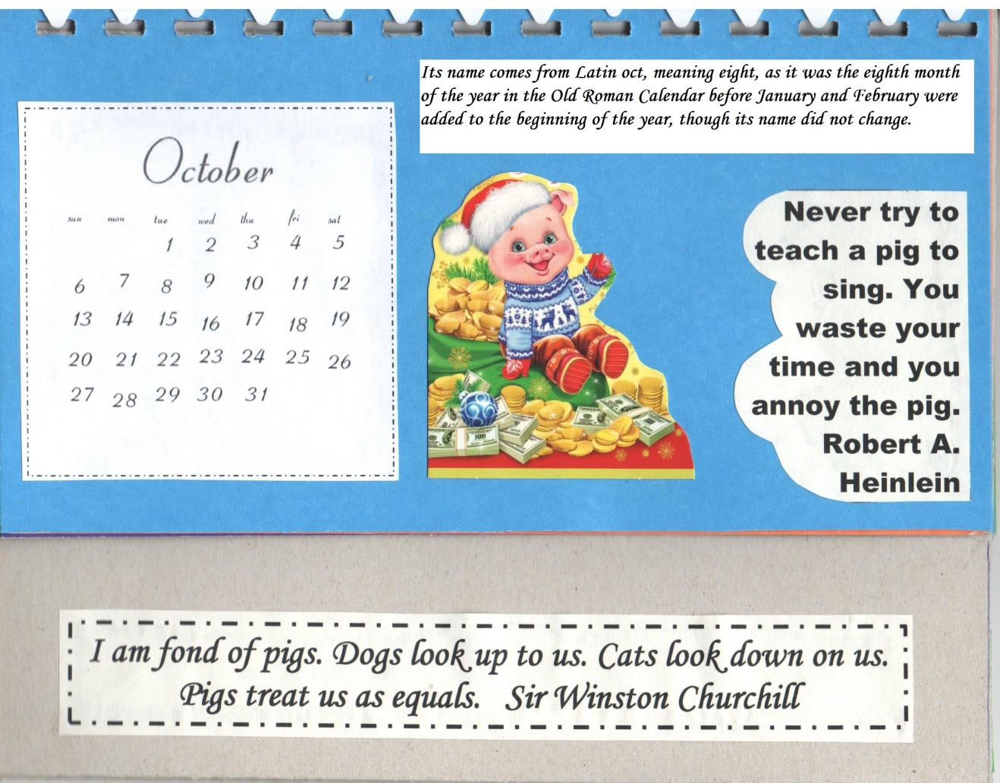 Its name comes from Latin oct, meaning eight, as it was the eighth month
of the year in the Old Roman Calendar before January and February were
added to the beginning of the year, though its name did not change.
October
sun mon tue wed thu fri sat
1 2 3 4 5
6 7 8 9 10 11 12
13 14 15 16 17 18 19
20 21 22 23 24 25 26
27 28 29 30 31
100
Never try to
teach a pig to
sing. You
waste your
time and you
annoy the pig.
Robert A.
Heinlein
I am fond of pigs. Dogs look up to us. Cats look down on us.
Pigs treat us as equals. Sir Winston Churchill